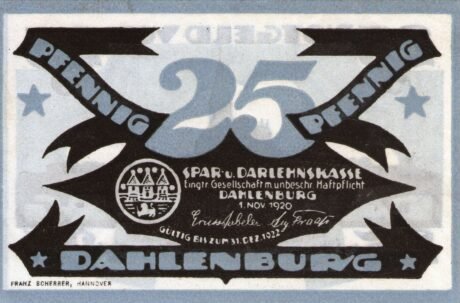 PFENNIG 25 PFENNIG
SPAR- u. DARLEHNSKASSE
Eingtr Gesellschaft m. unbeschr. Haftpflicht
DAHLENBURG
1. NOV 1920
GÜLTIG BIS ZUM 31. DEZ. 1922
DAHLENBURG
FRANZ SCHERRER, HANNOVER